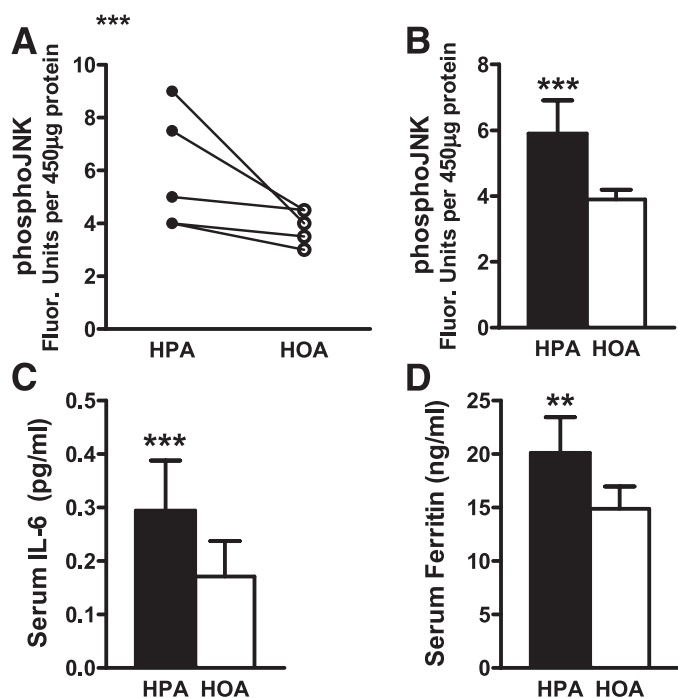 A
***
phosphoJNK
Fluor. Units per 450µg protein
10
8
6
4
2
0
HPA HOA
B
phosphoJNK
Fluor. Units per 450µg protein
8
6
4
2
0
***
HPA HOA
C
Serum IL-6 (pg/ml)
0.5
0.4
0.3
0.2
0.1
0.0
***
HPA HOA
D
Serum Ferritin (ng/ml)
25
20
15
10
5
0
**
HPA HOA